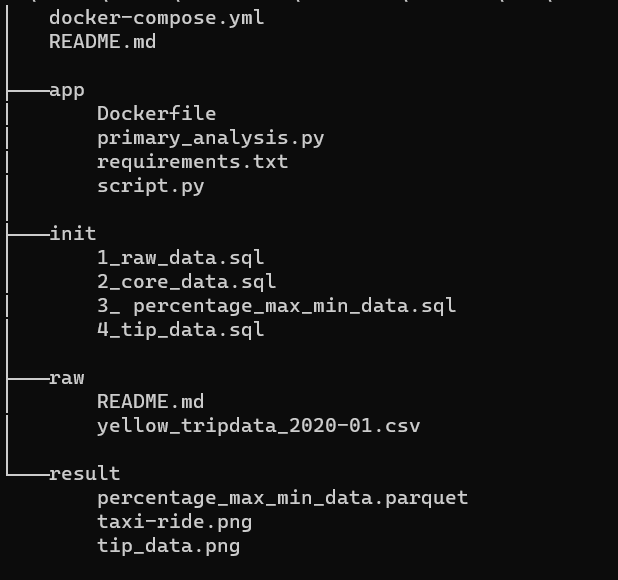 docker-compose.yml
README.md
app
Dockerfile
primary_analysis.py
requirements.txt
script.py
init
1_raw_data.sql
2_core_data.sql
3_ percentage_max_min_data.sql
4_tip_data.sql
raw
README.md
yellow_tripdata_2020-01.csv
result
percentage_max_min_data.parquet
taxi-ride.png
tip_data.png